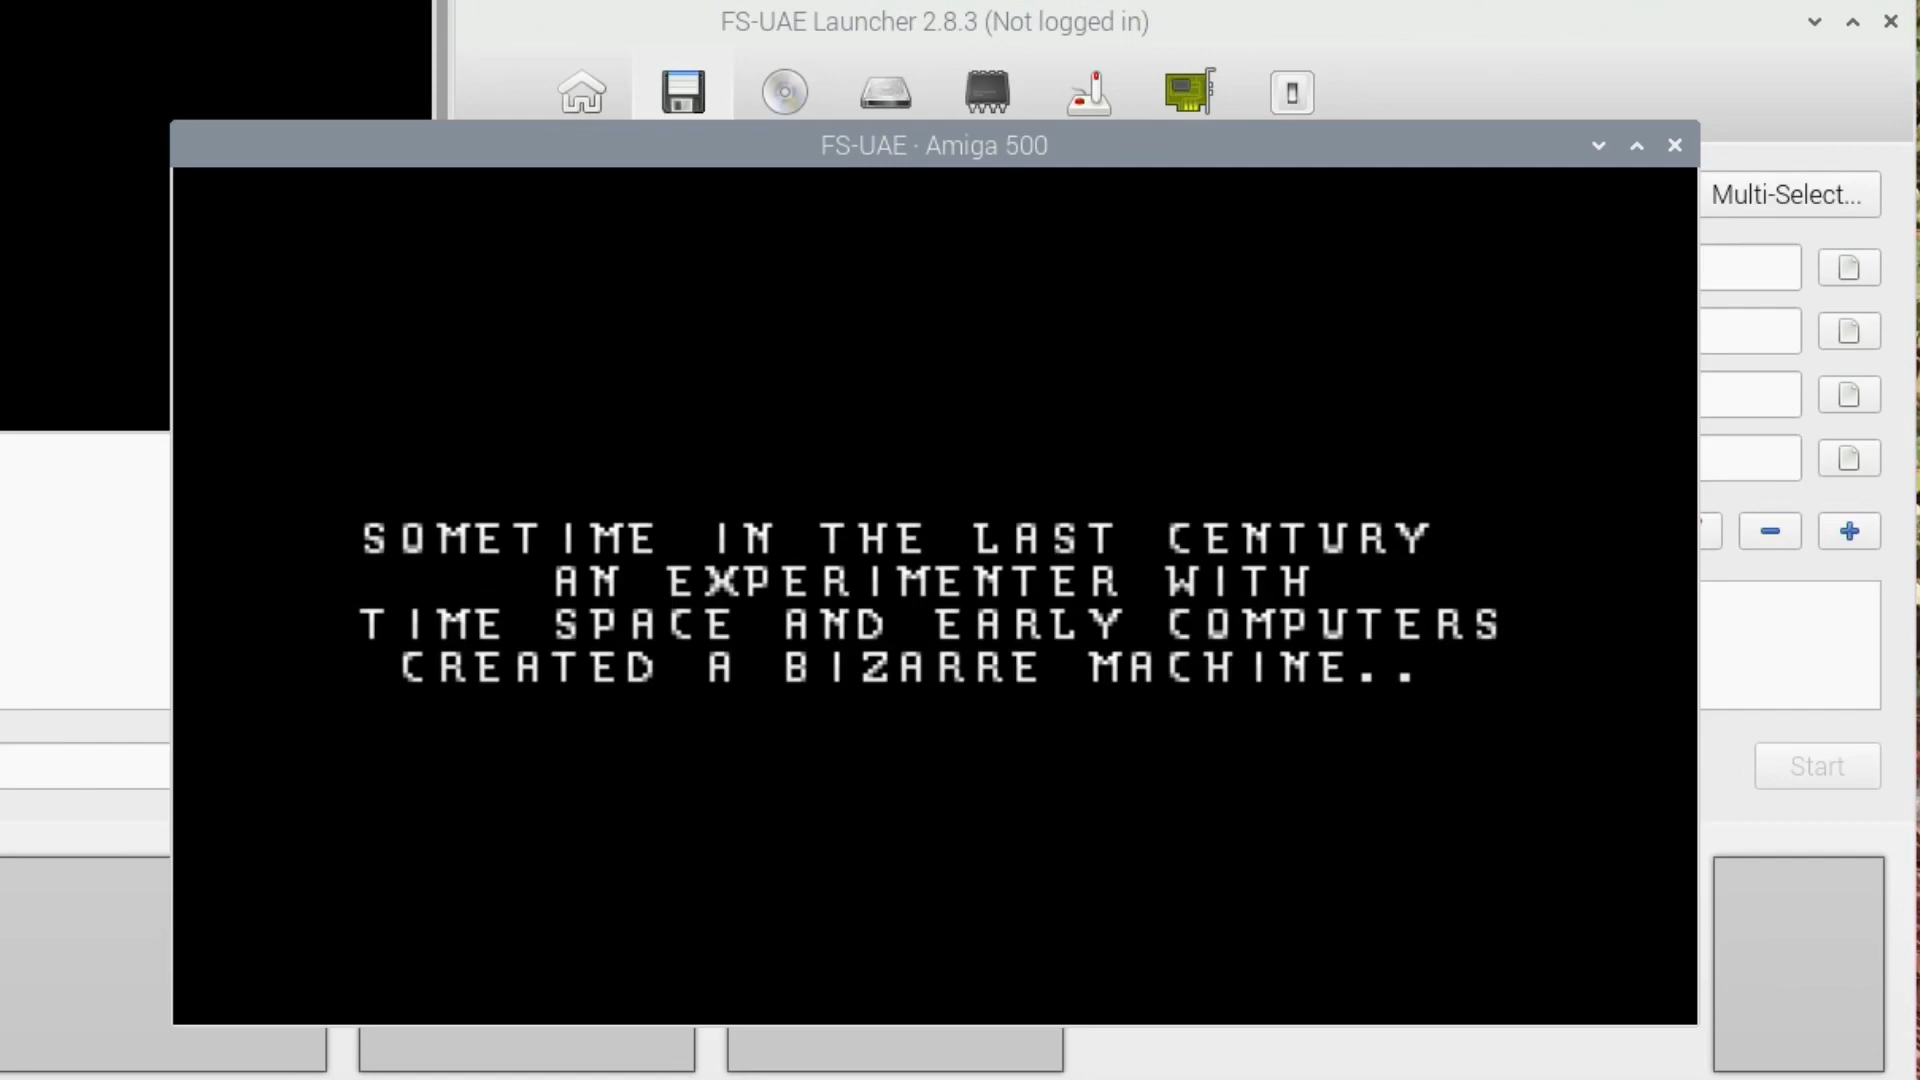 FS-UAE Launcher 2.8.3 (Not logged in)
FS-UAE · Amiga 500
Multi-Select...
SOMETIME IN THE LAST CENTURY
AN EXPERIMENTER WITH
TIME SPACE AND EARLY COMPUTERS
CREATED A BIZARRE MACHINE..
Start